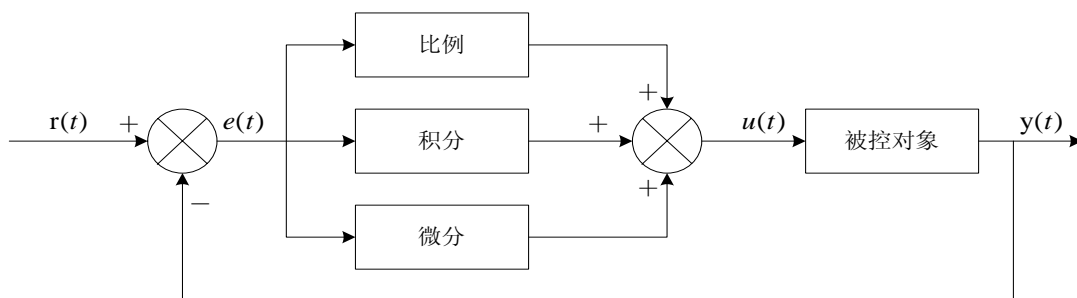 比例
+
r(t)
+
e(t)
积分
+
u(t)
被控对象
y(t)
+
−
微分